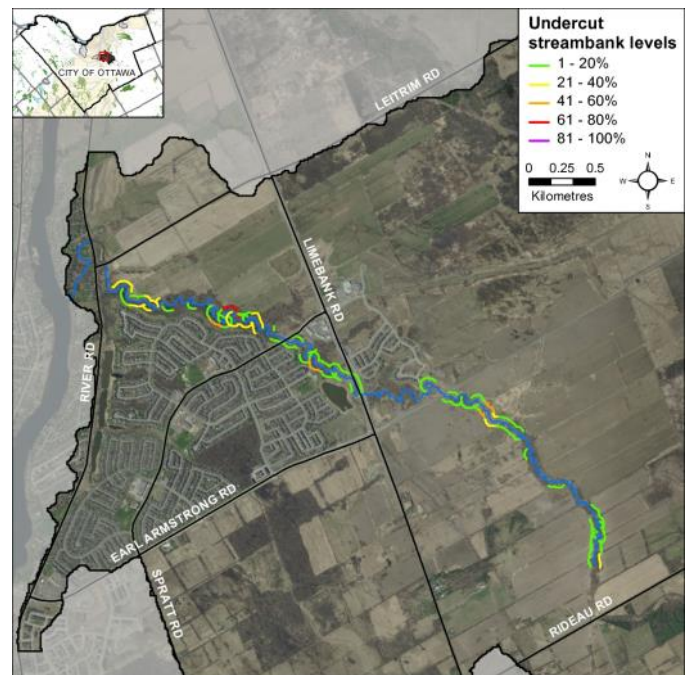 CITY OF OTTAWA
Undercut
streambank levels
1 - 20%
21 - 40%
41 - 60%
61 - 80%
81 - 100%
0 0.25 0.5
Kilometres
N
W E
S
LEITRIM RD
LIMEBANK RD
RIVER RD
EARL ARMSTRONG RD
SPRATT RD
RIDEAU RD